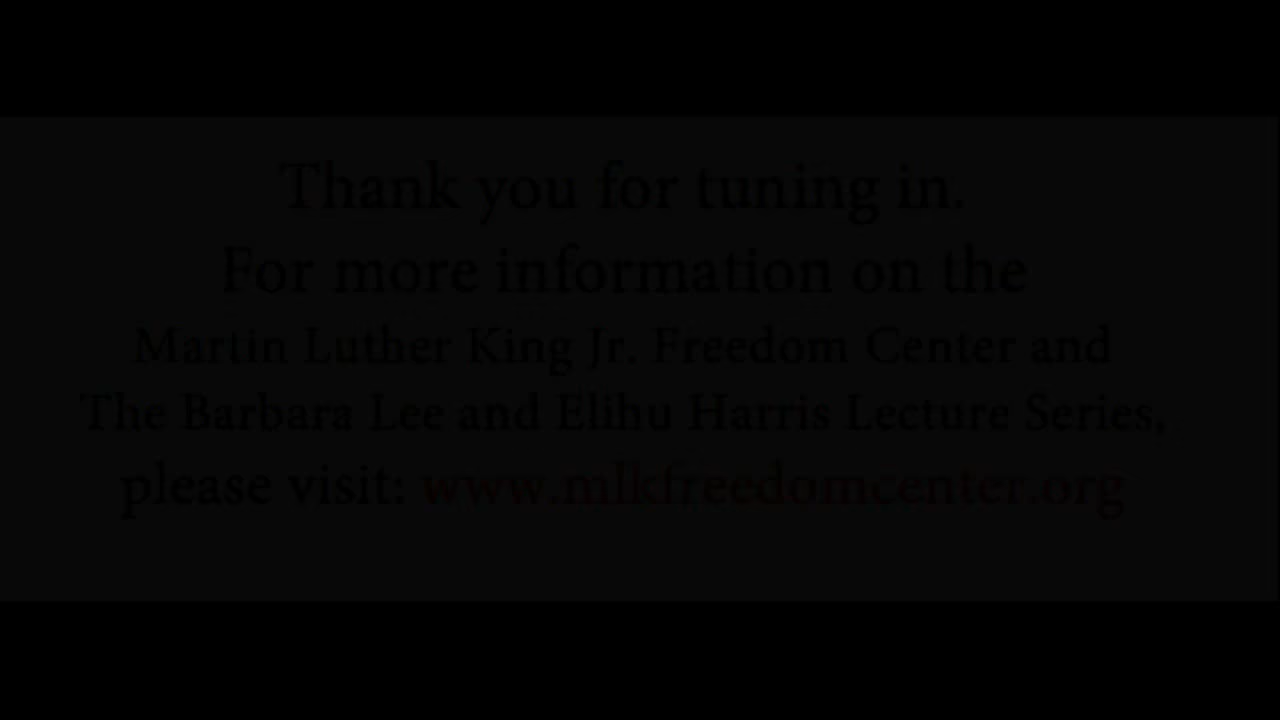 Thank you for tuning in.
For more information on the
Martin Luther King Jr. Freedom Center and
The Barbara Lee and Elihu Harris Lecture Series,
please visit: www.mlkfreedomcenter.org